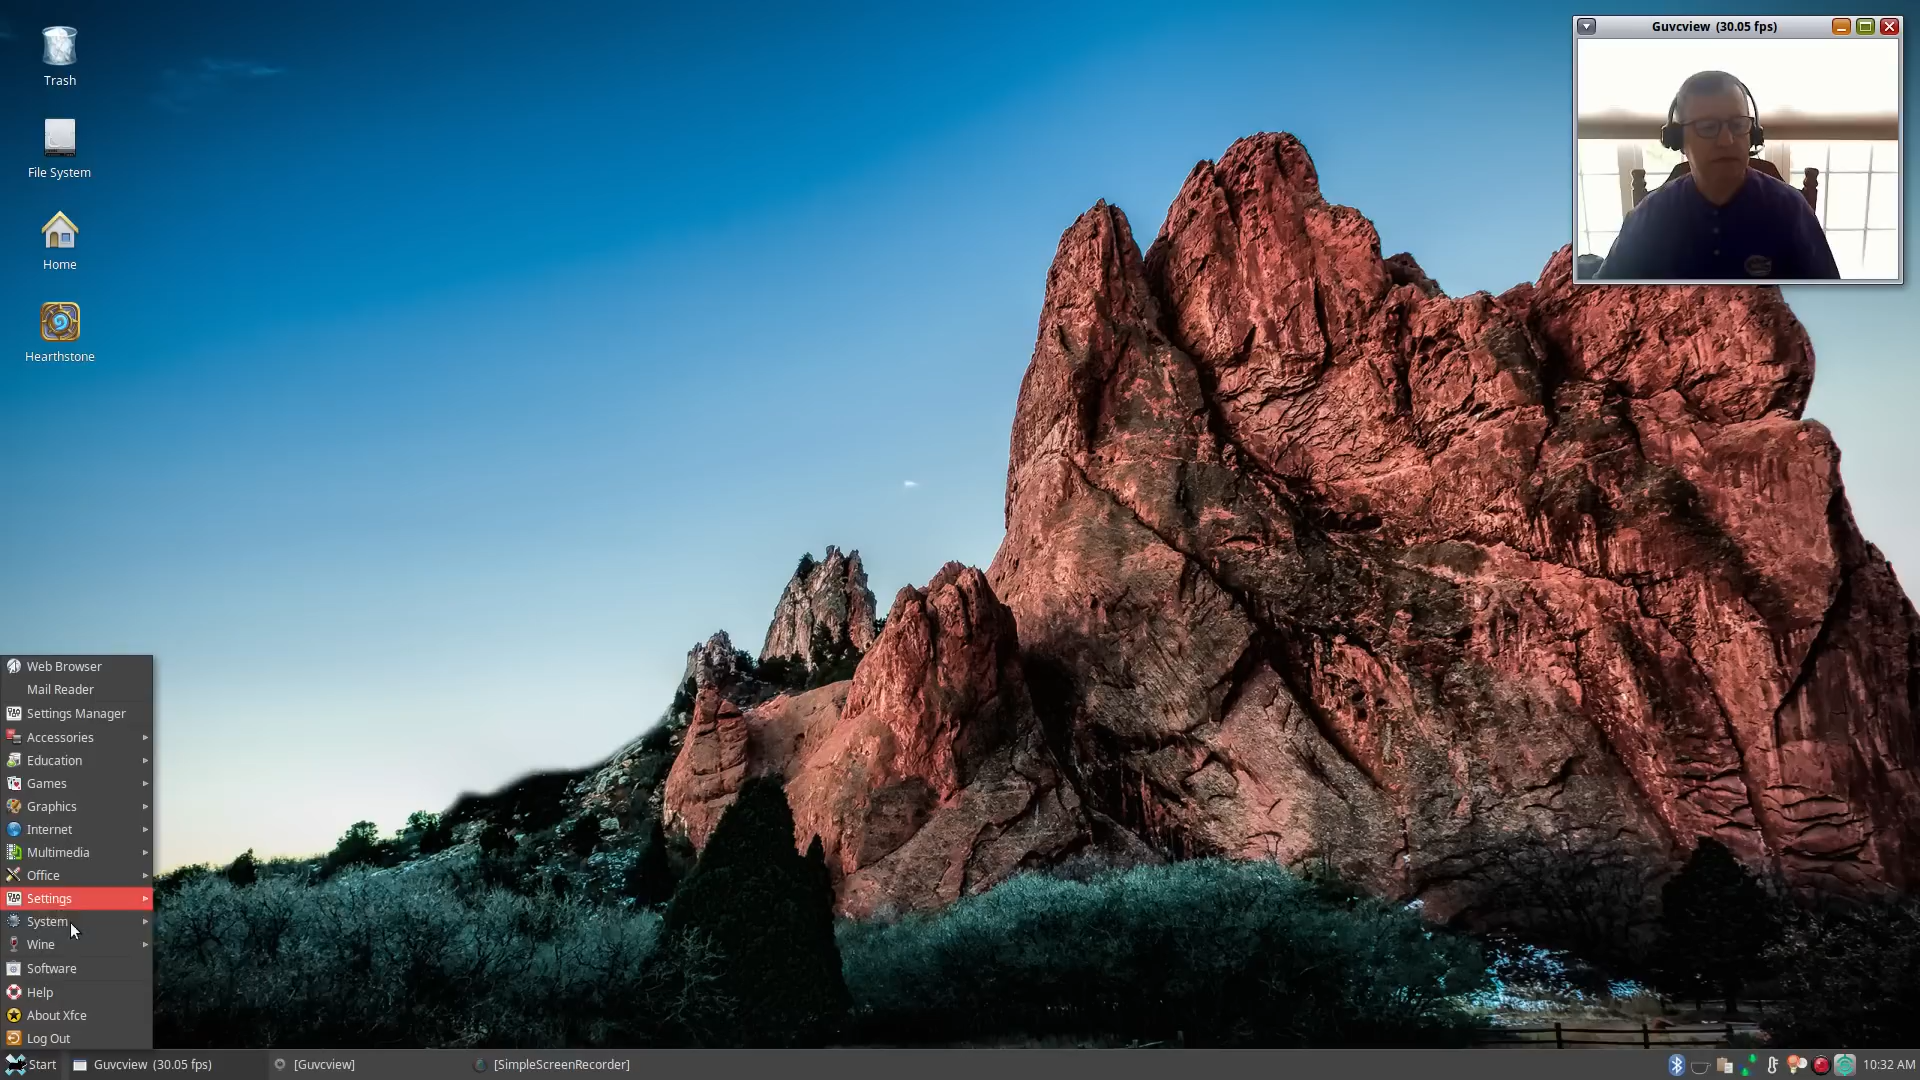 Trash
File System
Home
Hearthstone
Guvcview (30.05 fps)
Web Browser
Mail Reader
Settings Manager
Accessories
Education
Games
Graphics
Internet
Multimedia
Office
Settings
System
Wine
Software
Help
About Xfce
Log Out
Start
Guvcview (30.05 fps)
[Guvcview]
[SimpleScreenRecorder]
10:32 AM